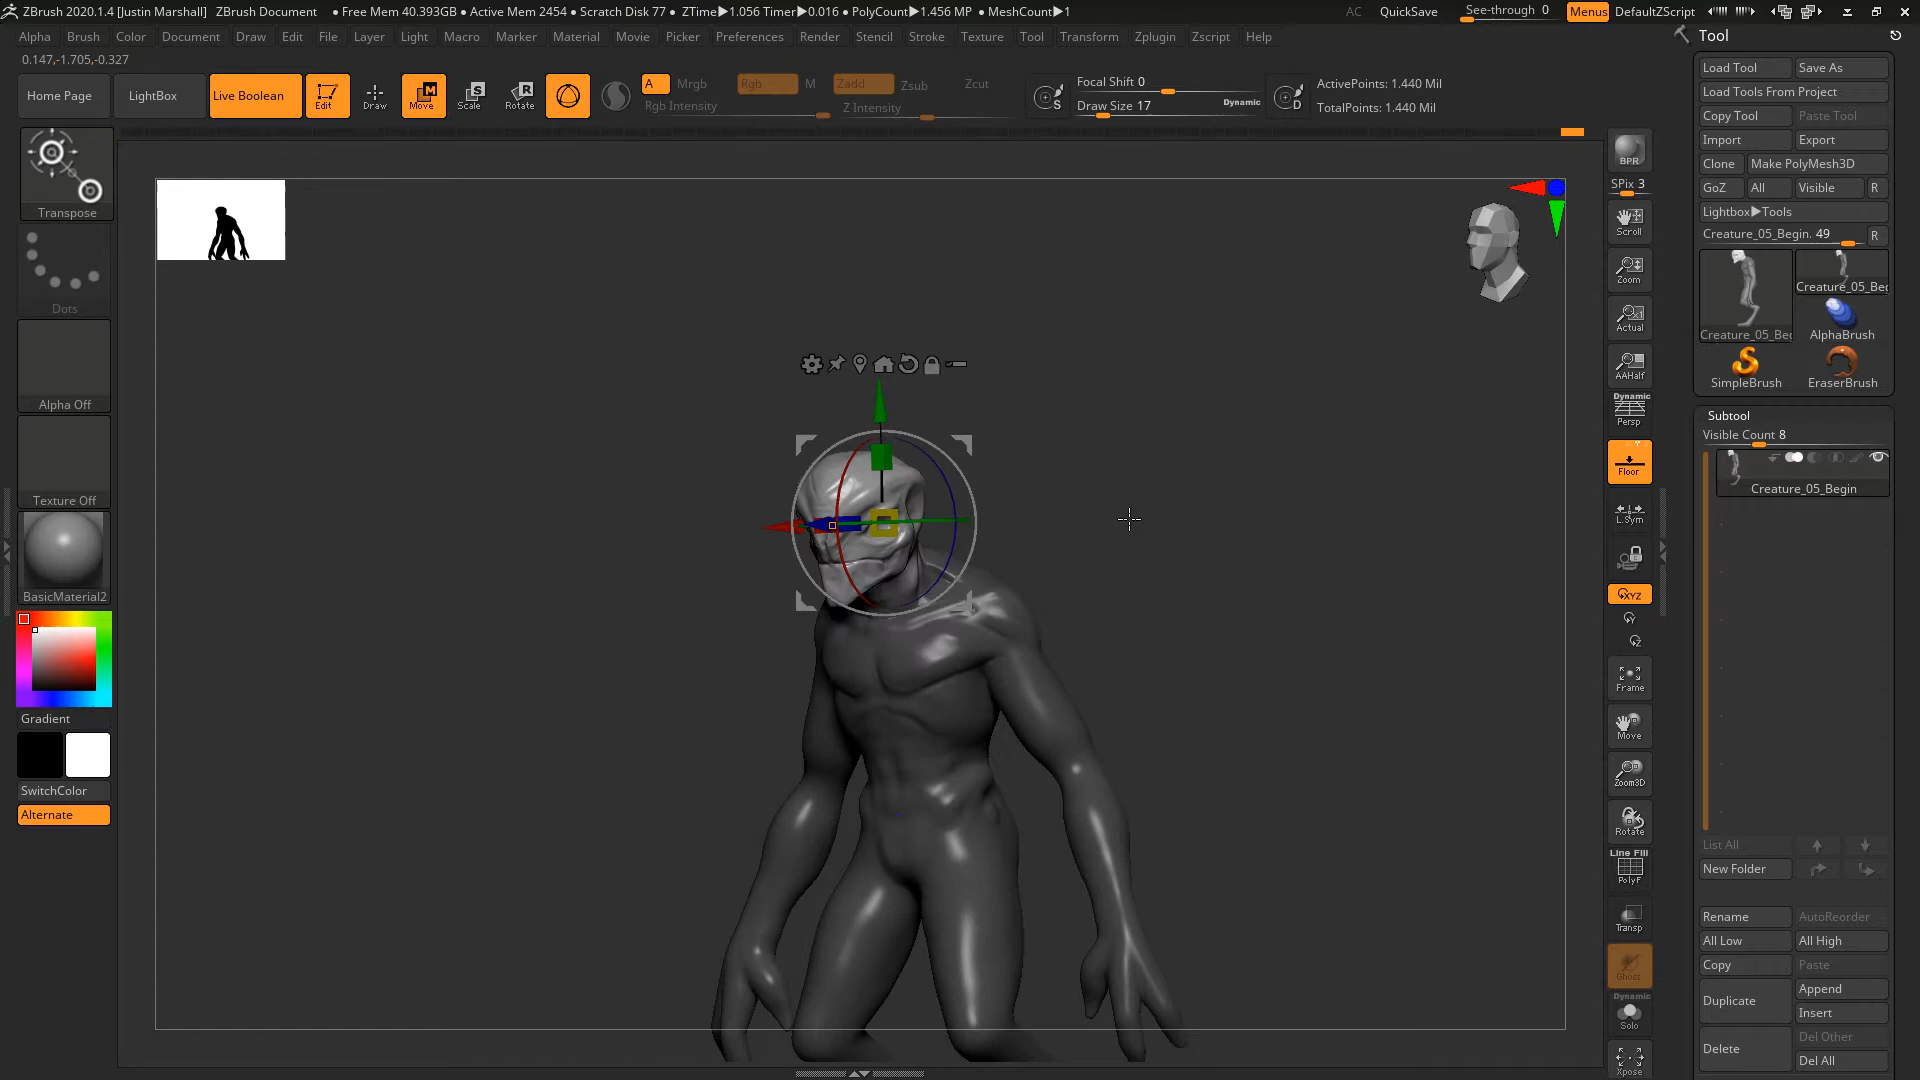 ZBrush 2020.1.4 [Justin Marshall] ZBrush Document ● Free Mem 40.393GB ● Active Mem 2454 ● Scratch Disk 77 ● ZTime▶1.056 Timer▶0.016 ● PolyCount▶1.456 MP ● MeshCount▶1 AC QuickSave See-through 0 Menus DefaultZScript
Alpha Brush Color Document Draw Edit File Layer Light Macro Marker Material Movie Picker Preferences Render Stencil Stroke Texture Tool Transform Zplugin Zscript Help
0.147,-1.705,-0.327
Home Page
LightBox
Live Boolean
Edit
Draw
Move
Scale
Rotate
A Mrgb Rgb M Zadd Zsub Zcut
Rgb Intensity Z Intensity
S
Focal Shift 0
Draw Size 17 Dynamic
D
ActivePoints: 1.440 Mil
TotalPoints: 1.440 Mil
Transpose
Dots
Alpha Off
Texture Off
BasicMaterial2
Gradient
SwitchColor
Alternate
BPR
SPix 3
Scroll
Zoom
Actual
AAHalf
Dynamic
Persp
Floor
L.Sym
XYZ
Frame
Move
Zoom3D
Rotate
Line Fill
PolyF
Transp
Ghost
Dynamic
Solo
Xpose
Tool
Load Tool Save As
Load Tools From Project
Copy Tool Paste Tool
Import Export
Clone Make PolyMesh3D
GoZ All Visible R
Lightbox▶Tools
Creature_05_Begin. 49 R
Creature_05_Bec
Creature_05_Bec
AlphaBrush
SimpleBrush
EraserBrush
Subtool
Visible Count 8
Creature_05_Begin
List All
New Folder
Rename AutoReorder
All Low All High
Copy Paste
Duplicate Append
Insert
Delete Del Other
Del All